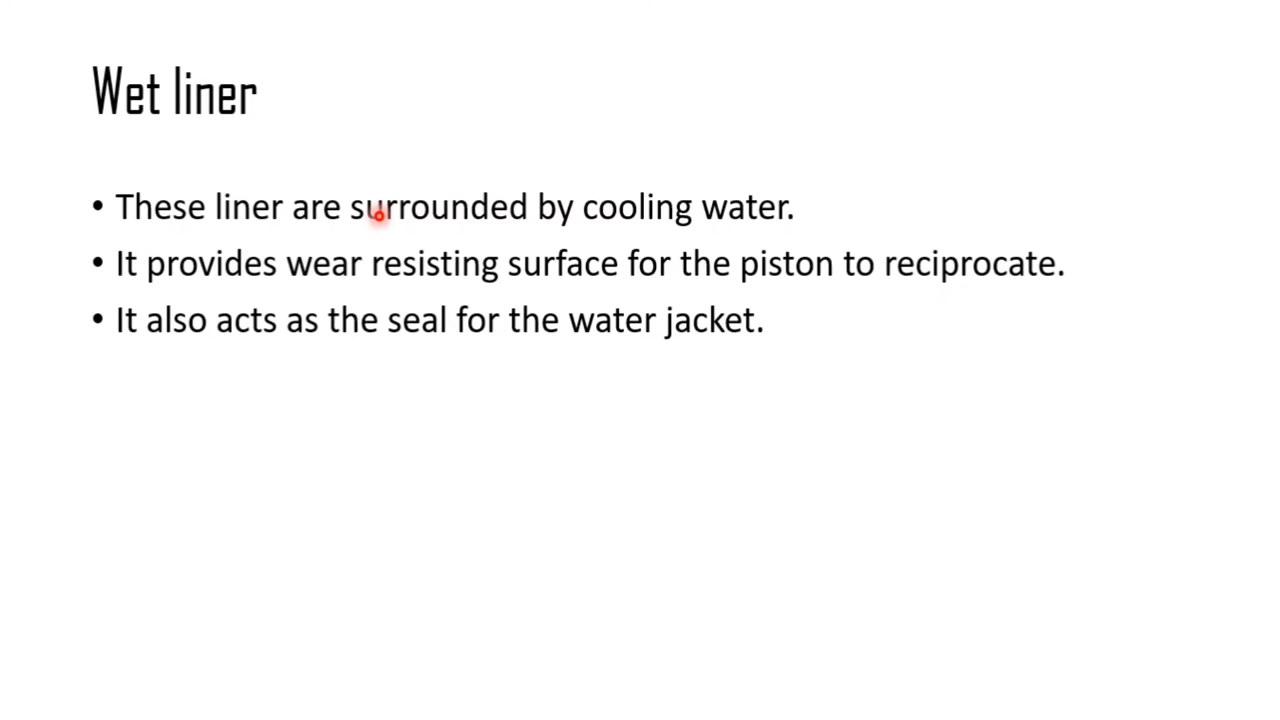 Wet liner
• These liner are surrounded by cooling water.
• It provides wear resisting surface for the piston to reciprocate.
• It also acts as the seal for the water jacket.